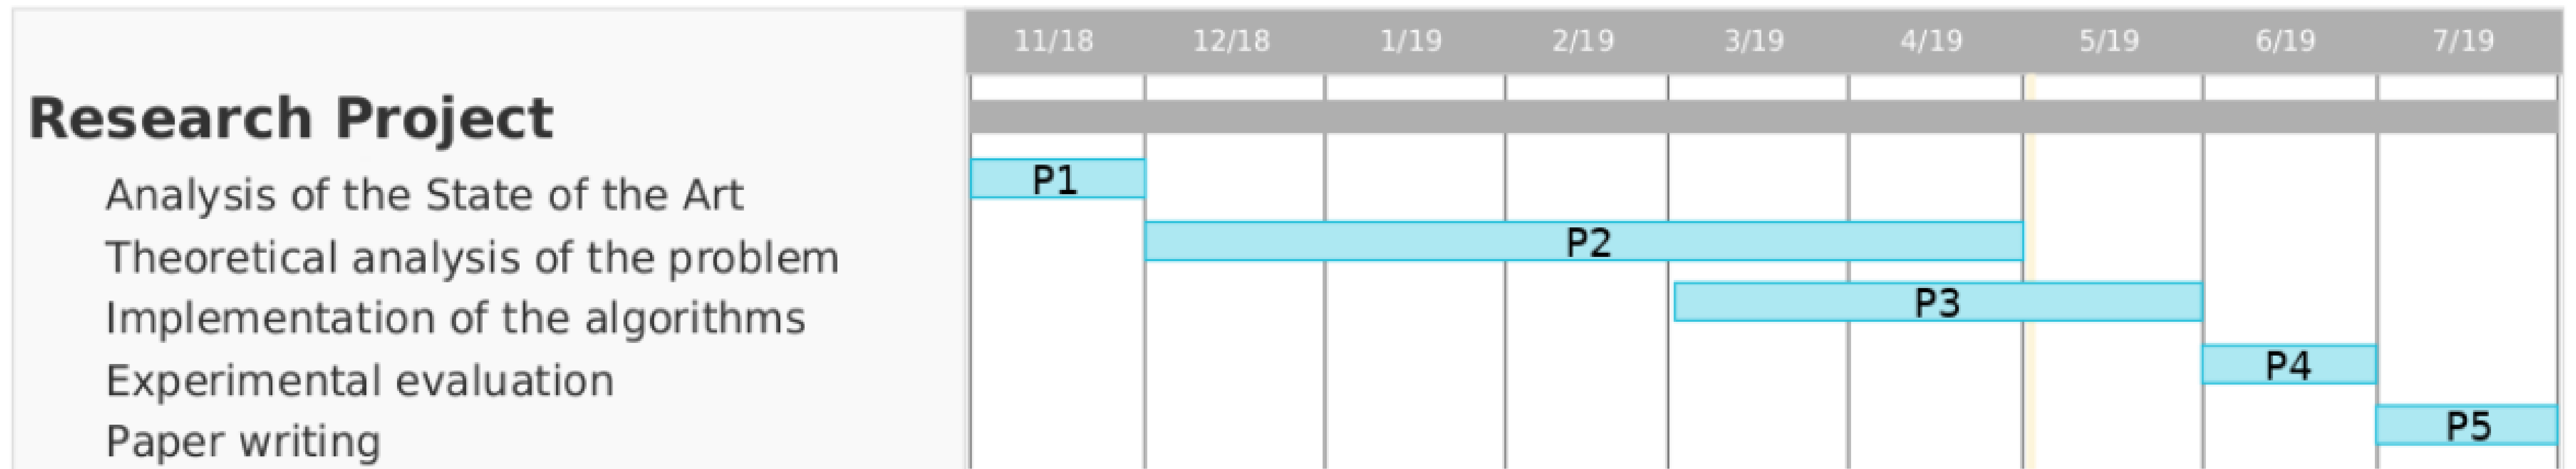 11/18 12/18 1/19 2/19 3/19 4/19 5/19 6/19 7/19
Research Project
Analysis of the State of the Art P1
Theoretical analysis of the problem P2
Implementation of the algorithms P3
Experimental evaluation P4
Paper writing P5